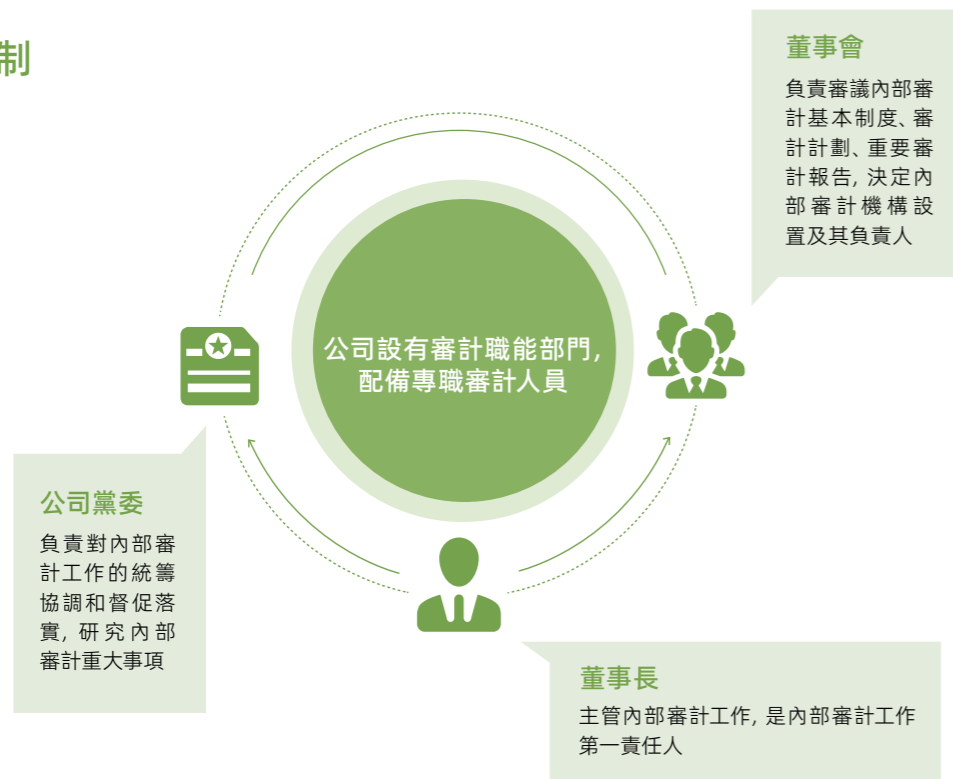 制
董事會
負責審議內部審
計基本制度、審
計計劃、重要審
計報告, 決定內
部審計機構設
置及其負責人
公司設有審計職能部門,
配備專職審計人員
公司黨委
負責對內部審
計工作的統籌
協調和督促落
實, 研究內部
審計重大事項
董事長
主管內部審計工作, 是內部審計工作
第一責任人